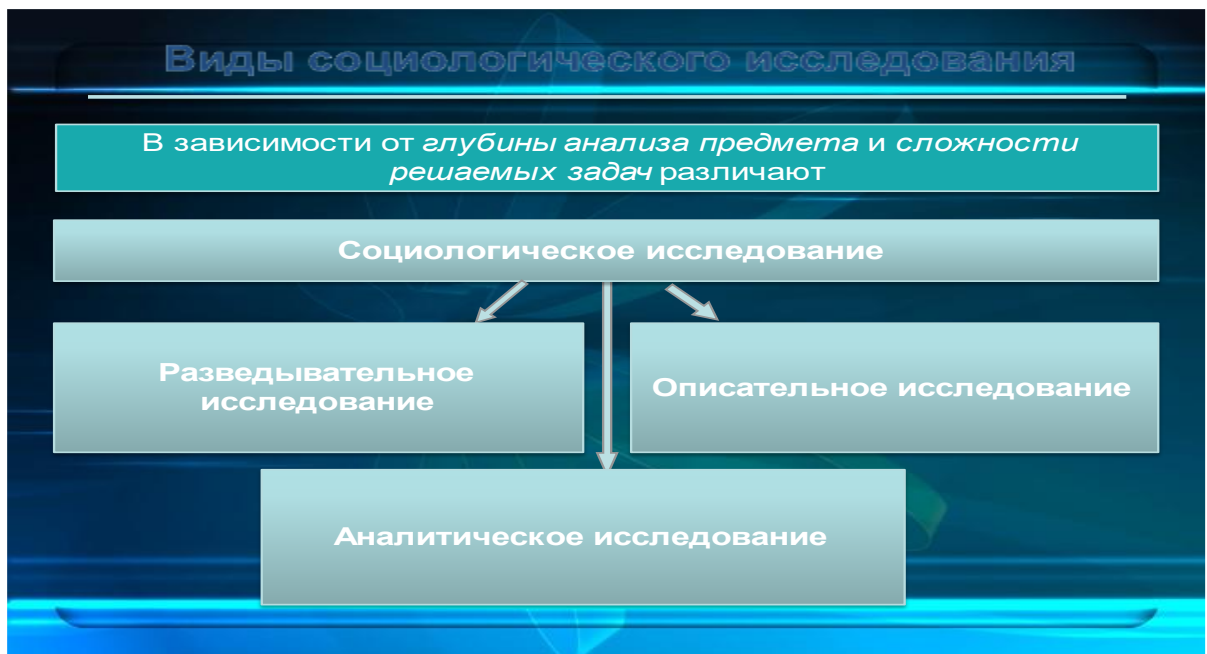 Виды социологического исследования
В зависимости от глубины анализа предмета и сложности
решаемых задач различают
Социологическое исследование
Разведывательное
исследование
Описательное исследование
Аналитическое исследование